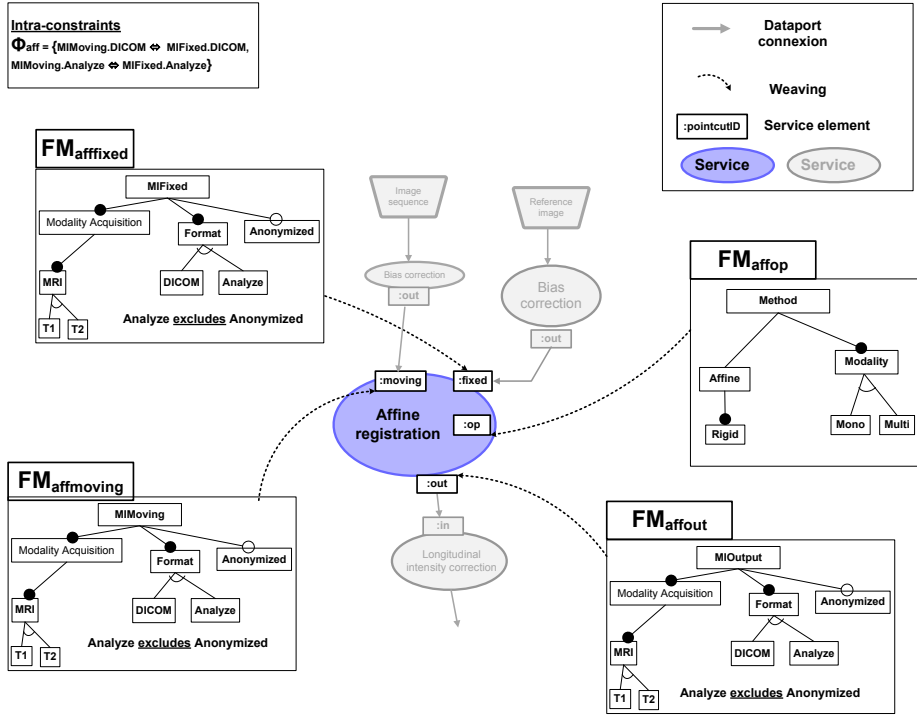 Intra-constraints
Φaff = {MIMoving.DICOM ⇔ MIFixed.DICOM,
MIMoving.Analyze ⇔ MIFixed.Analyze}
Dataport
connexion
Weaving
:pointcutID
Service element
Service
Service
FMafffixed
MIFixed
Modality Acquisition
Format
Anonymized
MRI
DICOM
Analyze
T1
T2
Analyze excludes Anonymized
Image
sequence
Reference
image
Bias correction
:out
Bias
correction
:out
:moving
:fixed
Affine
registration
:op
:out
:in
Longitudinal
intensity correction
FMaffop
Method
Affine
Modality
Rigid
Mono
Multi
FMaffmoving
MIMoving
Modality Acquisition
Format
Anonymized
MRI
DICOM
Analyze
T1
T2
Analyze excludes Anonymized
FMaffout
MIOutput
Modality Acquisition
Format
Anonymized
MRI
DICOM
Analyze
T1
T2
Analyze excludes Anonymized